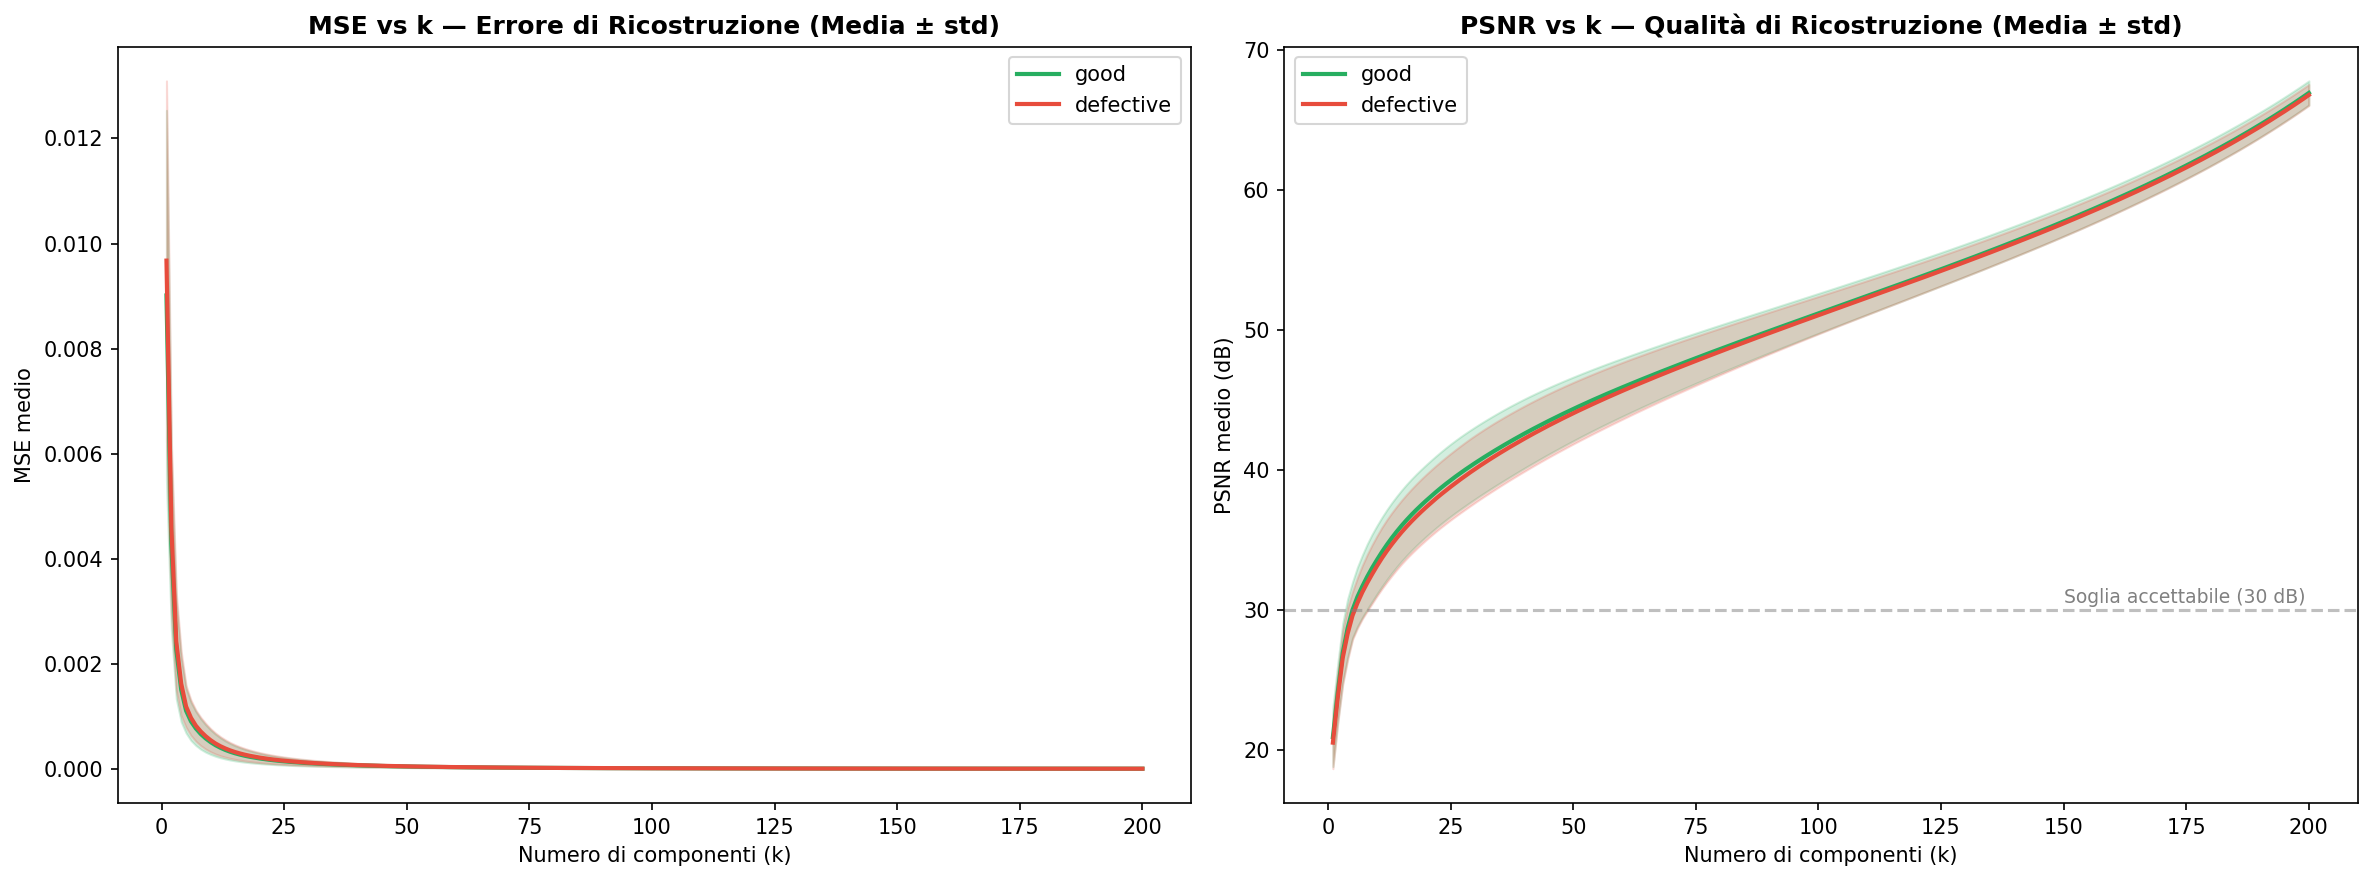 MSE vs k — Errore di Ricostruzione (Media ± std)
good
defective
MSE medio
0.012
0.010
0.008
0.006
0.004
0.002
0.000
0 25 50 75 100 125 150 175 200
Numero di componenti (k)
PSNR vs k — Qualità di Ricostruzione (Media ± std)
good
defective
PSNR medio (dB)
70
60
50
40
30
20
Soglia accettabile (30 dB)
0 25 50 75 100 125 150 175 200
Numero di componenti (k)